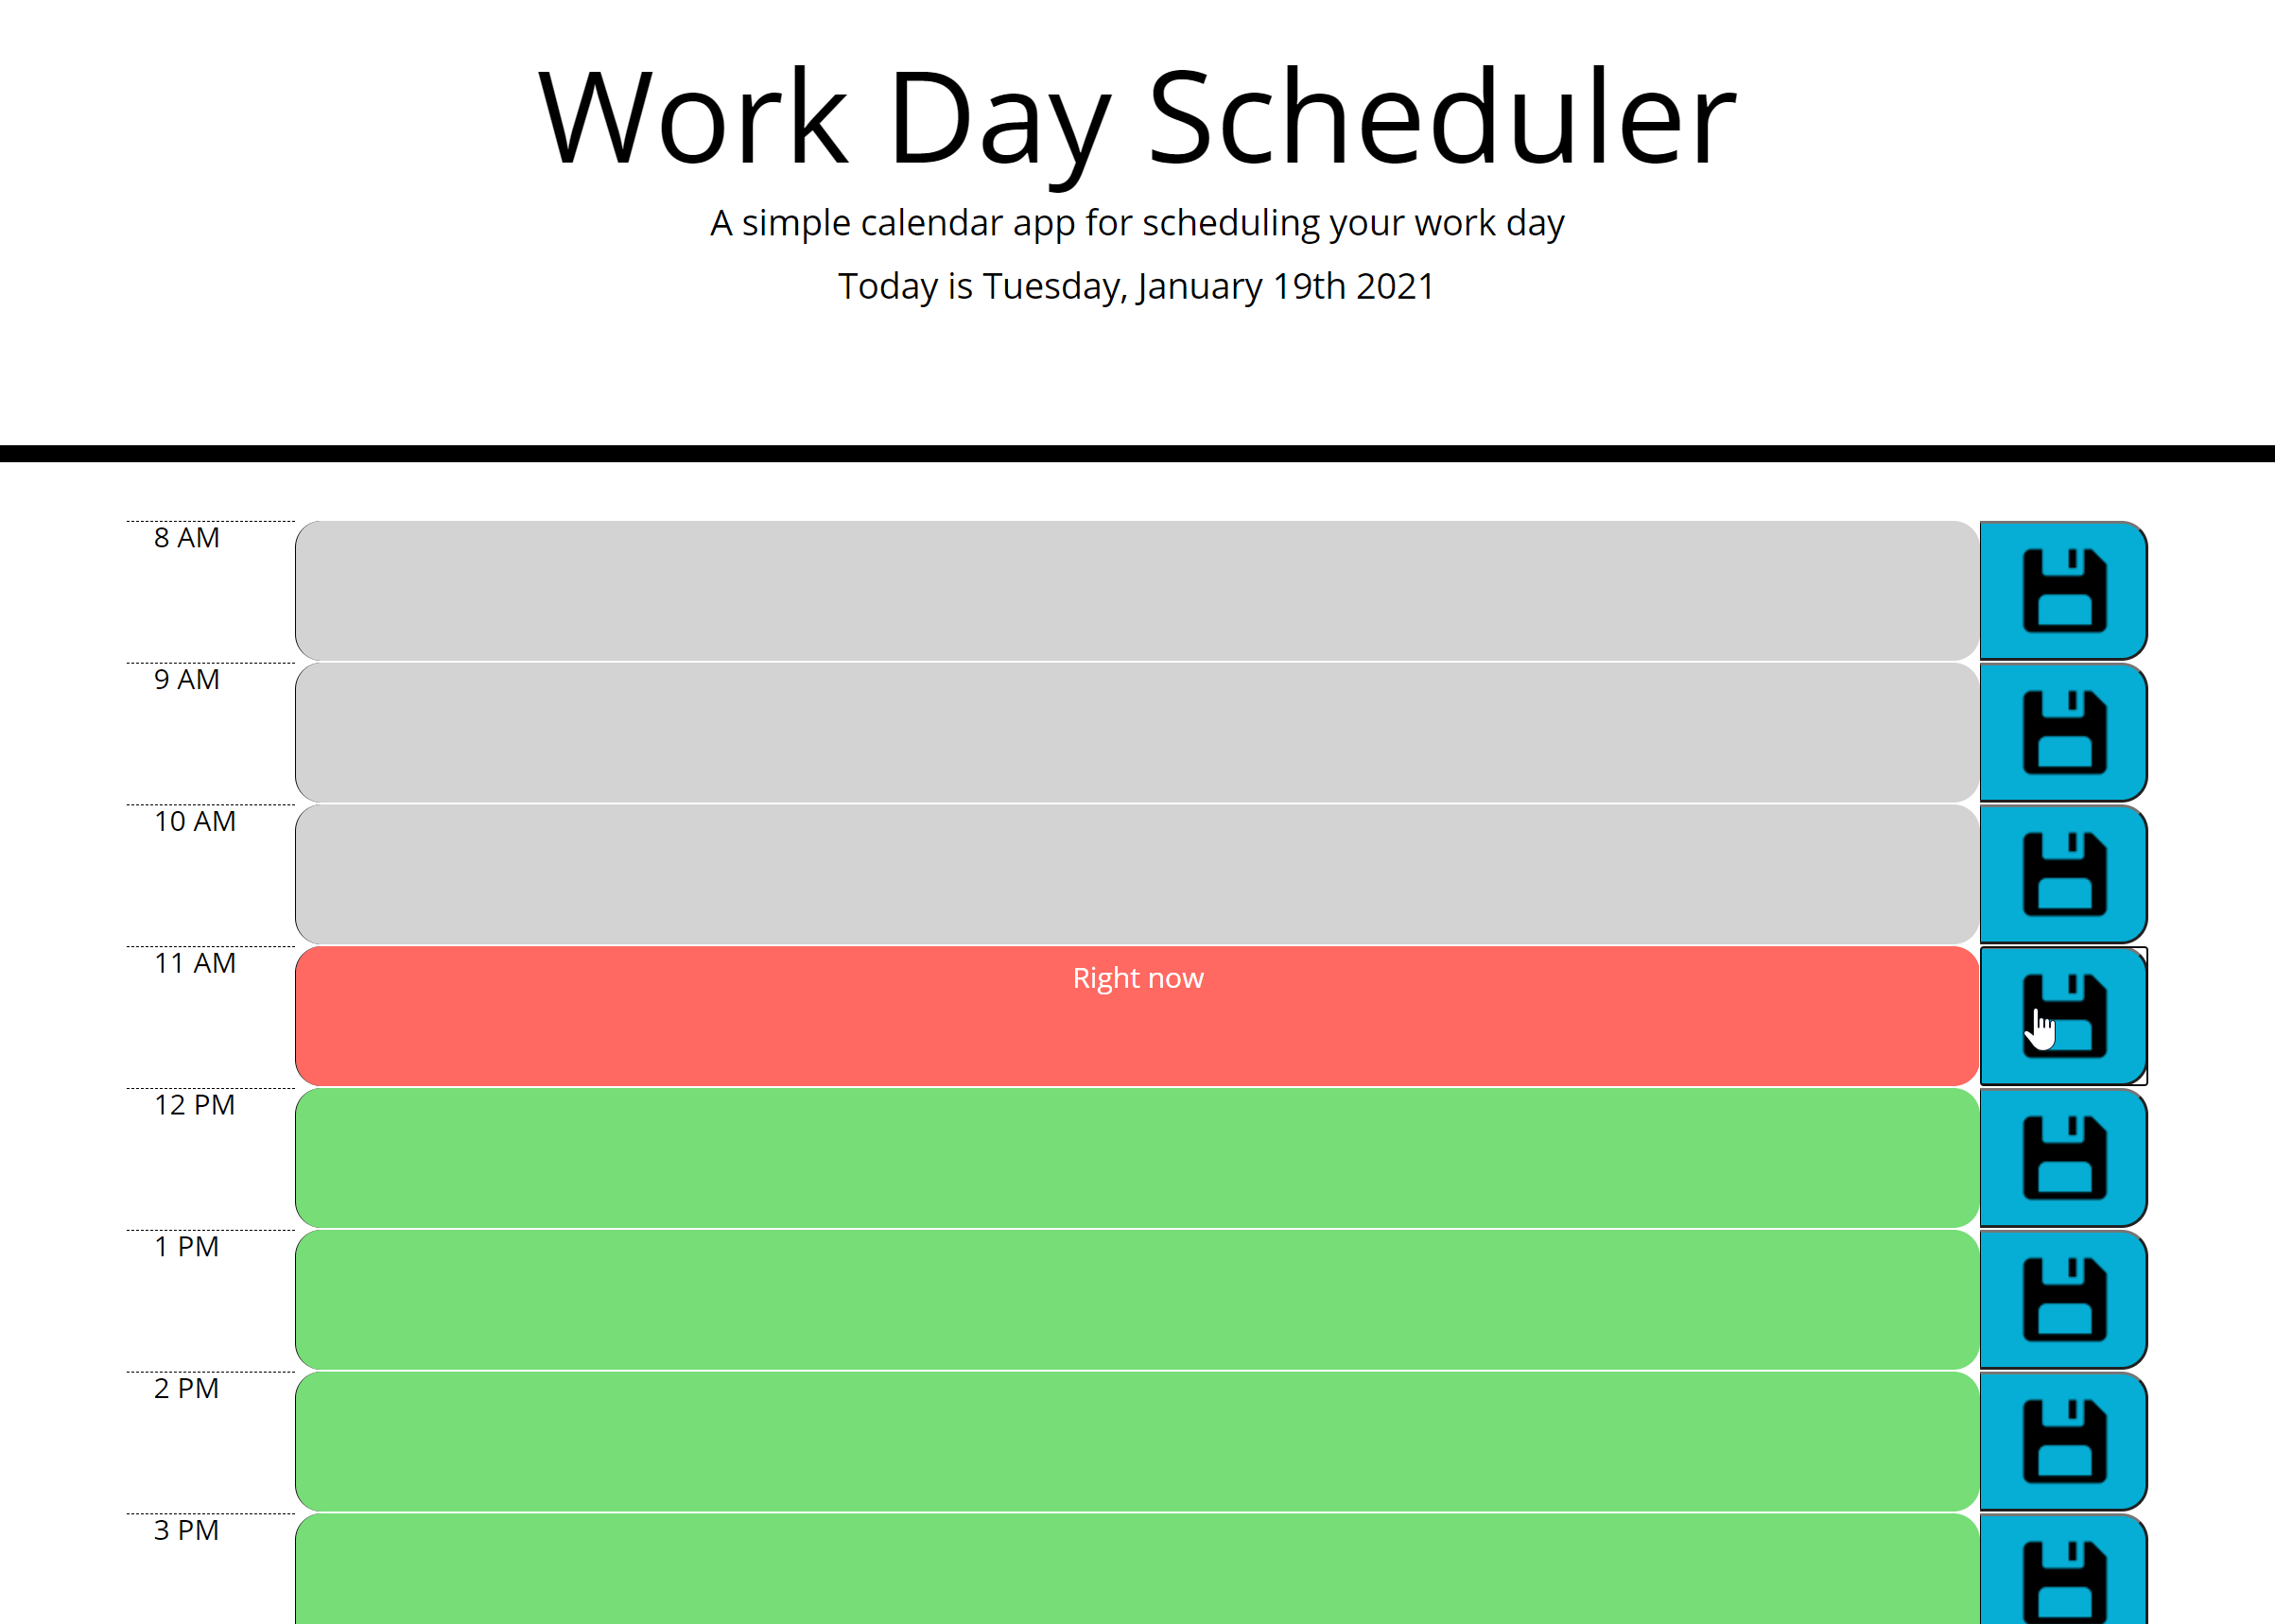 Work Day Scheduler
A simple calendar app for scheduling your work day
Today is Tuesday, January 19th 2021
8 AM
9 AM
10 AM
11 AM
Right now
12 PM
1 PM
2 PM
3 PM